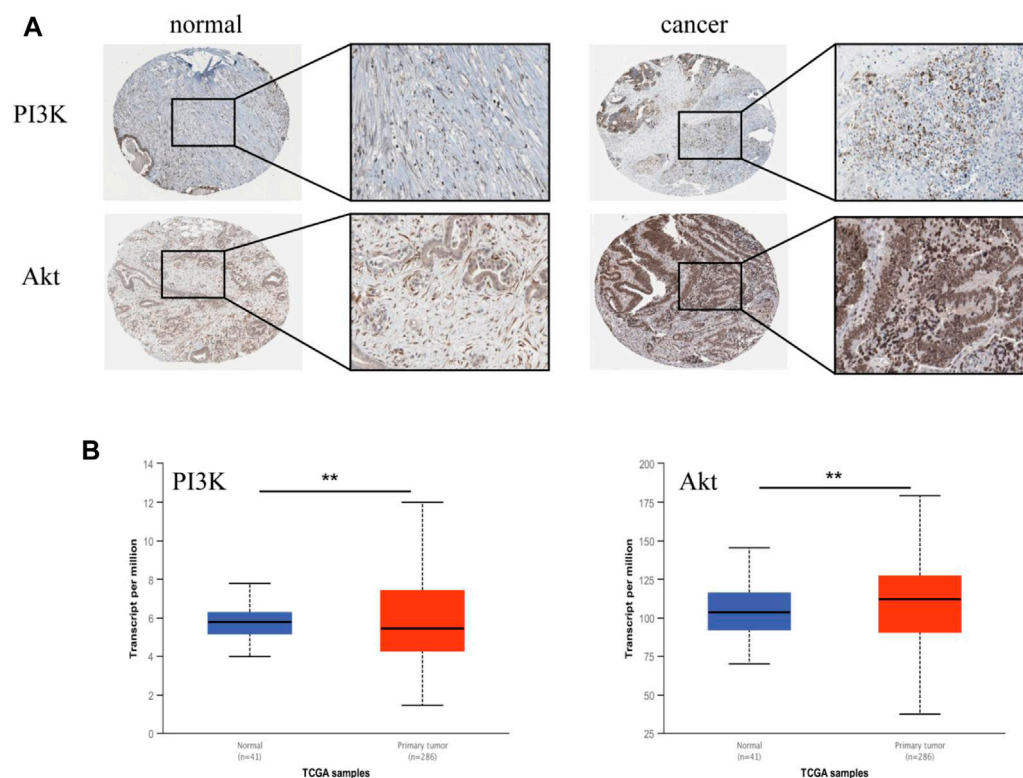 A
normal
cancer
PI3K
Akt
B
PI3K
**
Transcript per million
14
12
10
8
6
4
2
0
Normal
(n=41)
Primary tumor
(n=286)
TCGA samples
Akt
**
Transcript per million
200
175
150
125
100
75
50
25
Normal
(n=41)
Primary tumor
(n=286)
TCGA samples